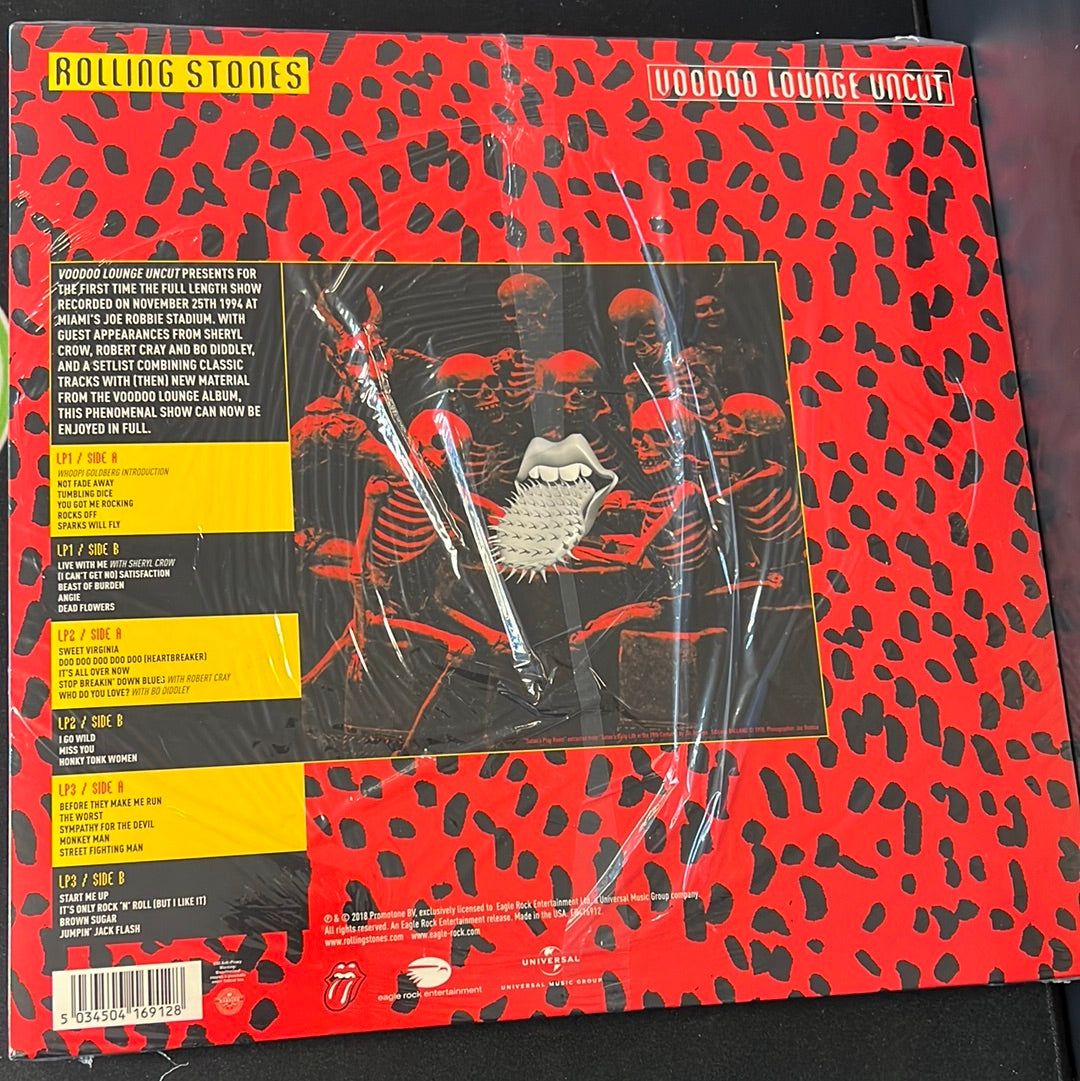 ROLLING STONES
VOODOO LOUNGE UNCUT
VOODOO LOUNGE UNCUT PRESENTS FOR
THE FIRST TIME THE FULL LENGTH SHOW
RECORDED ON NOVEMBER 25TH 1994 AT
MIAMI'S JOE ROBBIE STADIUM. WITH
GUEST APPEARANCES FROM SHERYL
CROW, ROBERT CRAY AND BO DIDDLEY,
AND A SETLIST COMBINING CLASSIC
TRACKS WITH (THEN) NEW MATERIAL
FROM THE VOODOO LOUNGE ALBUM,
THIS PHENOMENAL SHOW CAN NOW BE
ENJOYED IN FULL.
LP1 / SIDE A
WHOOPI GOLDBERG INTRODUCTION
NOT FADE AWAY
TUMBLING DICE
YOU GOT ME ROCKING
ROCKS OFF
SPARKS WILL FLY
LP1 / SIDE B
LIVE WITH ME WITH SHERYL CROW
(I CAN'T GET NO) SATISFACTION
BEAST OF BURDEN
ANGIE
DEAD FLOWERS
LP2 / SIDE A
SWEET VIRGINIA
DOO DOO DOO DOO DOO (HEARTBREAKER)
IT'S ALL OVER NOW
STOP BREAKIN' DOWN BLUES WITH ROBERT CRAY
WHO DO YOU LOVE? WITH BO DIDDLEY
LP2 / SIDE B
I GO WILD
MISS YOU
HONKY TONK WOMEN
LP3 / SIDE A
BEFORE THEY MAKE ME RUN
THE WORST
SYMPATHY FOR THE DEVIL
MONKEY MAN
STREET FIGHTING MAN
LP3 / SIDE B
START ME UP
IT'S ONLY ROCK 'N' ROLL (BUT I LIKE IT)
BROWN SUGAR
JUMPIN' JACK FLASH
℗ & © 2018 Promotone BV, exclusively licensed to Eagle Rock Entertainment Ltd, a Universal Music Group company.
All rights reserved. An Eagle Rock Entertainment release. Made in the USA. ER416912.
www.rollingstones.com www.eagle-rock.com
eagle rock entertainment
UNIVERSAL
UNIVERSAL MUSIC GROUP
5 034504 169128